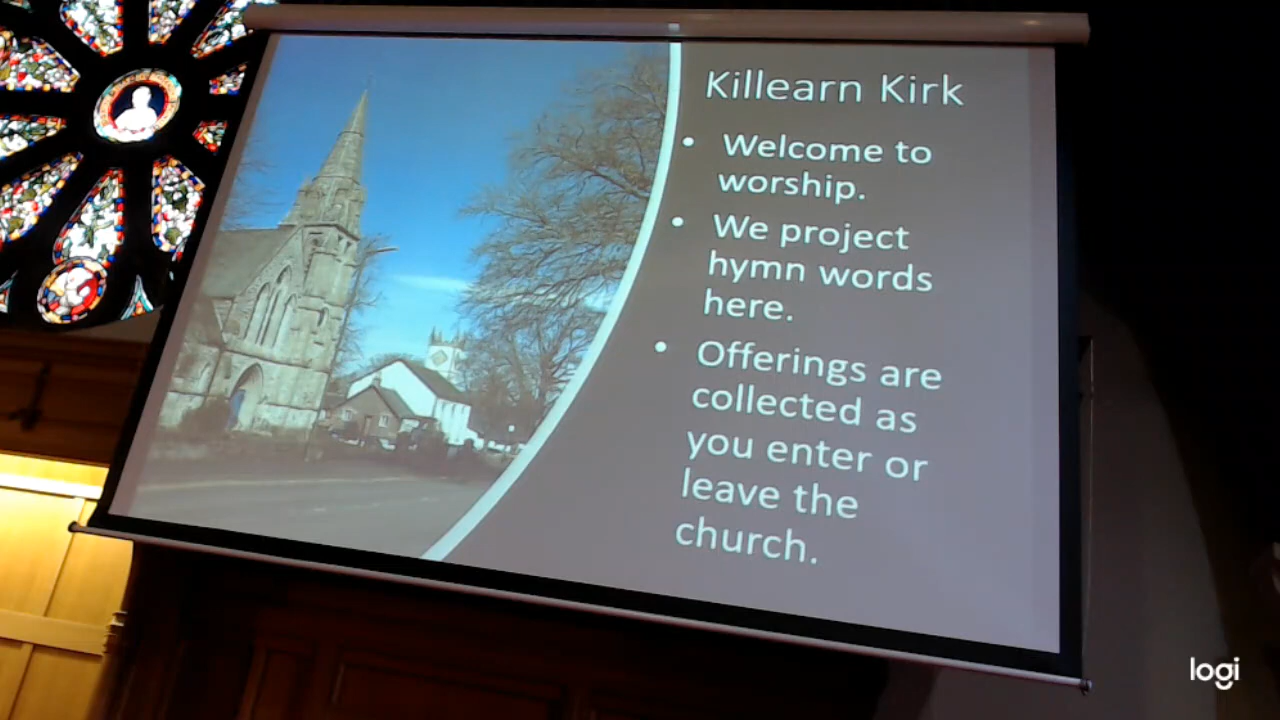 Killearn Kirk
• Welcome to
worship.
• We project
hymn words
here.
• Offerings are
collected as
you enter or
leave the
church.
logi